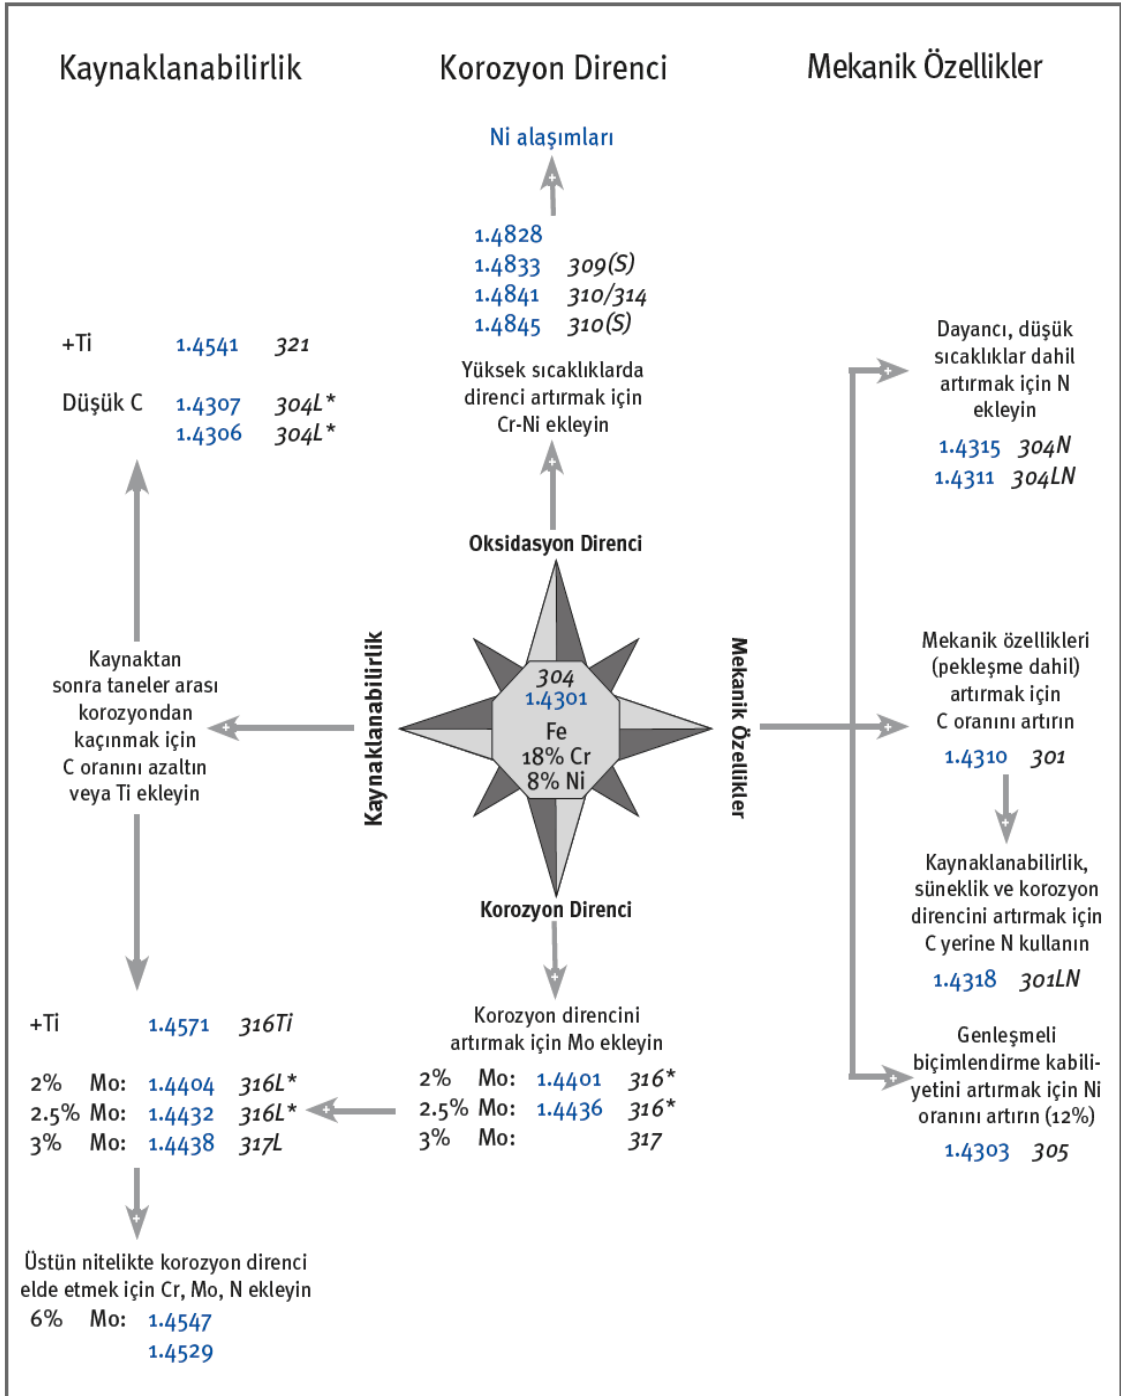 Kaynaklanabilirlik
Korozyon Direnci
Mekanik Özellikler
Ni alaşımları
1.4828
1.4833 309(S)
1.4841 310/314
1.4845 310(S)
Yüksek sıcaklıklarda
direnci artırmak için
Cr-Ni ekleyin
Oksidasyon Direnci
+Ti 1.4541 321
Düşük C 1.4307 304L*
1.4306 304L*
Kaynaktan
sonra taneler arası
korozyondan
kaçınmak için
C oranını azaltın
veya Ti ekleyin
Kaynaklanabilirlik
304
1.4301
Fe
18% Cr
8% Ni
Mekanik Özellikler
Korozyon Direnci
Dayancı, düşük
sıcaklıklar dahil
artırmak için N
ekleyin
1.4315 304N
1.4311 304LN
Mekanik özellikleri
(pekleşme dahil)
artırmak için
C oranını artırın
1.4310 301
Kaynaklanabilirlik,
süneklik ve korozyon
direncini artırmak için
C yerine N kullanın
1.4318 301LN
Genleşmeli
biçimlendirme kabili-
yetini artırmak için Ni
oranını artırın (12%)
1.4303 305
Korozyon direncini
artırmak için Mo ekleyin
2% Mo: 1.4401 316*
2.5% Mo: 1.4436 316*
3% Mo: 317
+Ti 1.4571 316Ti
2% Mo: 1.4404 316L*
2.5% Mo: 1.4432 316L*
3% Mo: 1.4438 317L
Üstün nitelikte korozyon direnci
elde etmek için Cr, Mo, N ekleyin
6% Mo: 1.4547
1.4529